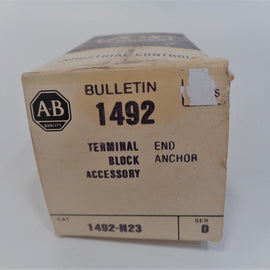 INDUSTRIAL CONTROL
A-B
QUALITY
BULLETIN
1492
TERMINAL END
BLOCK ANCHOR
ACCESSORY
CAT
SER
1492-N23
D